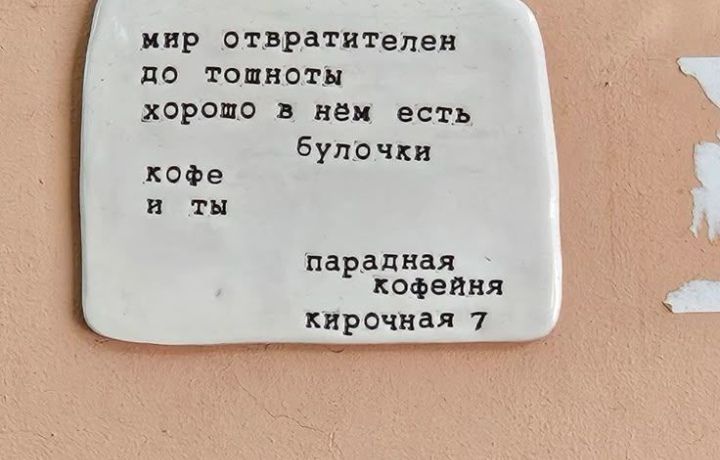 мир отвратителен
до тошноты
хорошо в нём есть
булочки
кофе
и ты
парадная
кофейня
кирочная 7